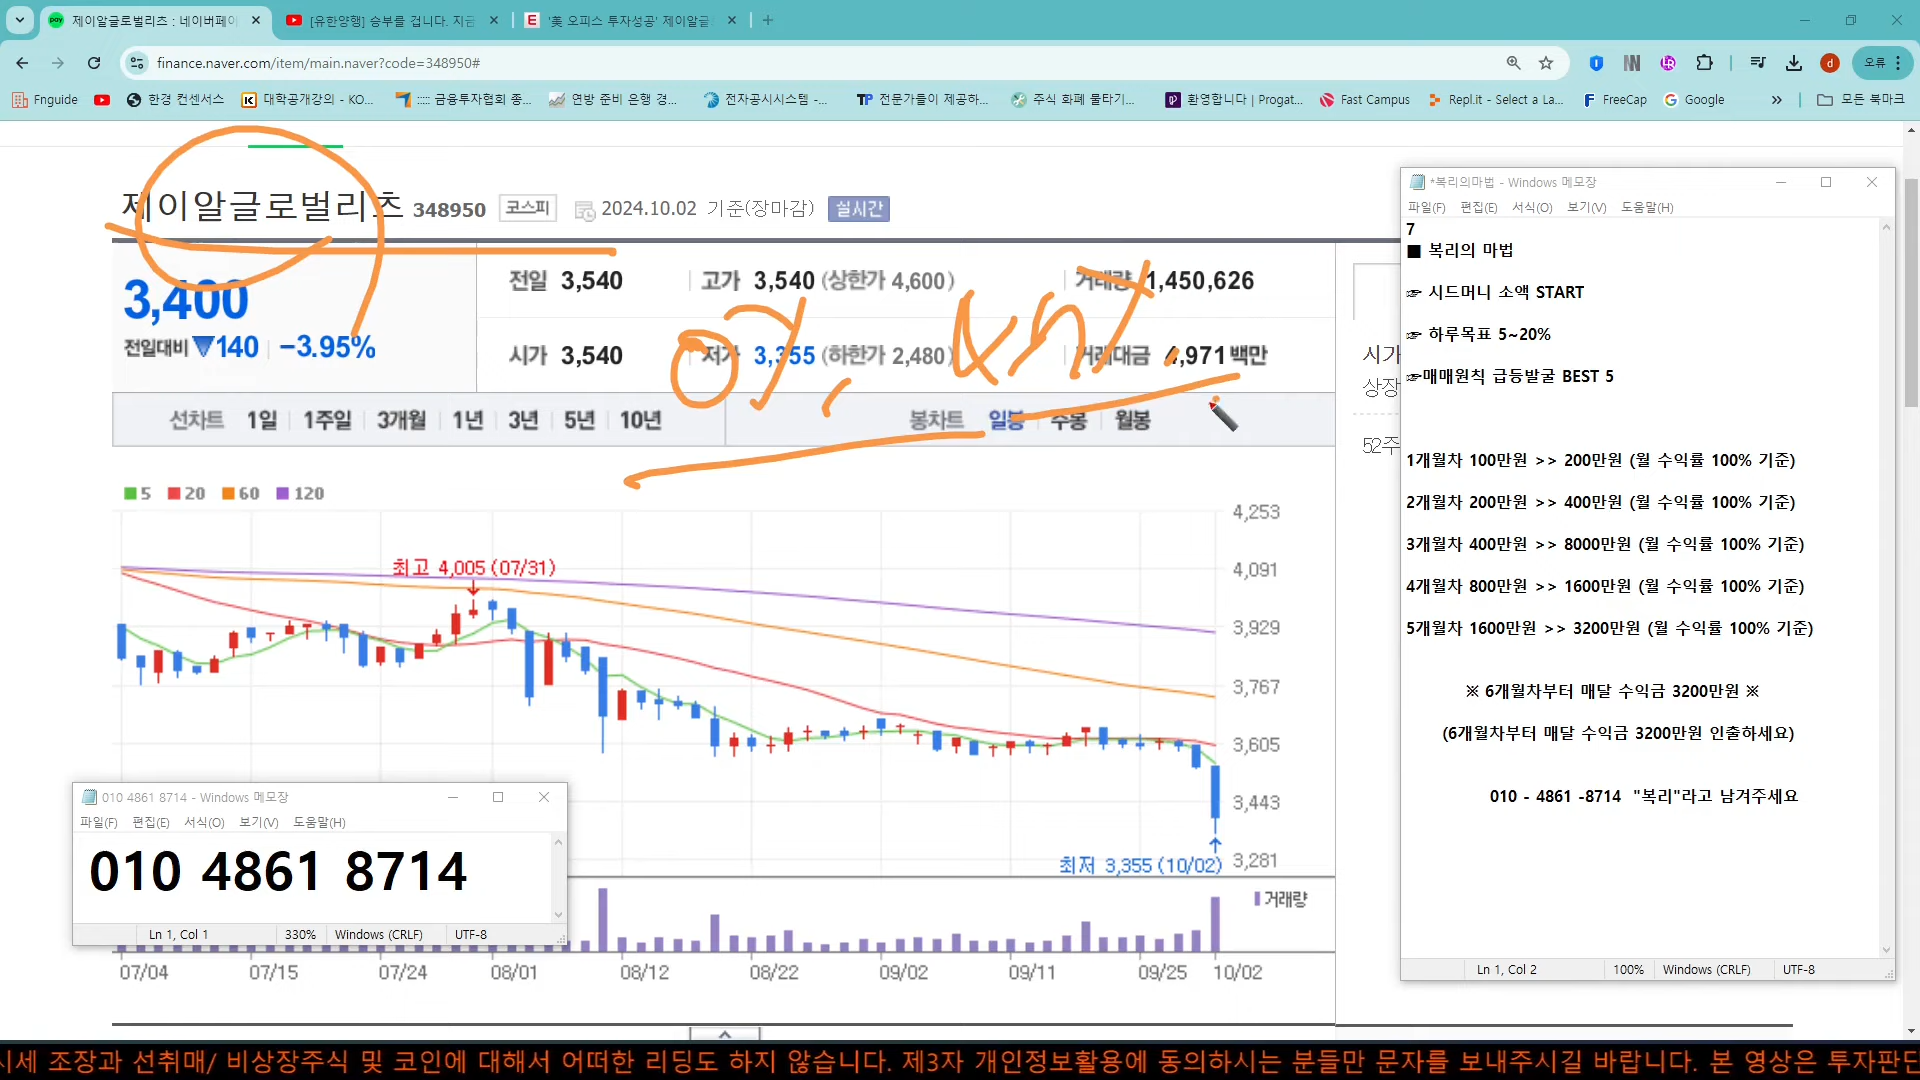 제이알글로벌리츠 : 네이버페이
[유한양행] 승부를 겁니다. 지금
'美 오피스 투자성공' 제이알글
finance.naver.com/item/main.naver?code=348950#
오류
Fnguide
한경 컨센서스
대학공개강의 - KO...
::::: 금융투자협회 종...
연방 준비 은행 경...
전자공시시스템 -...
전문가들이 제공하...
주식 화폐 물타기...
환영합니다 | Progat...
Fast Campus
Repl.it - Select a La...
FreeCap
Google
모든 북마크
제이알글로벌리츠 348950 코스피 2024.10.02 기준(장마감) 실시간
3,400
전일대비 ▼140 | −3.95%
전일 3,540 고가 3,540 (상한가 4,600) 거래량 1,450,626
시가 3,540 저가 3,355 (하한가 2,480) 거래대금 4,971 백만
시가
상장
52주
선차트 1일 1주일 3개월 1년 3년 5년 10년 봉차트 일봉 주봉 월봉
5 20 60 120
최고 4,005 (07/31)
4,253
4,091
3,929
3,767
3,605
3,443
3,281
최저 3,355 (10/02)
거래량
07/04 07/15 07/24 08/01 08/12 08/22 09/02 09/11 09/25 10/02
010 4861 8714 - Windows 메모장
파일(F) 편집(E) 서식(O) 보기(V) 도움말(H)
010 4861 8714
Ln 1, Col 1 330% Windows (CRLF) UTF-8
*복리의마법 - Windows 메모장
파일(F) 편집(E) 서식(O) 보기(V) 도움말(H)
7
■ 복리의 마법
☞ 시드머니 소액 START
☞ 하루목표 5~20%
☞매매원칙 급등발굴 BEST 5
1개월차 100만원 >> 200만원 (월 수익률 100% 기준)
2개월차 200만원 >> 400만원 (월 수익률 100% 기준)
3개월차 400만원 >> 8000만원 (월 수익률 100% 기준)
4개월차 800만원 >> 1600만원 (월 수익률 100% 기준)
5개월차 1600만원 >> 3200만원 (월 수익률 100% 기준)
※ 6개월차부터 매달 수익금 3200만원 ※
(6개월차부터 매달 수익금 3200만원 인출하세요)
010 - 4861 -8714 "복리"라고 남겨주세요
Ln 1, Col 2 100% Windows (CRLF) UTF-8
시세 조장과 선취매/ 비상장주식 및 코인에 대해서 어떠한 리딩도 하지 않습니다. 제3자 개인정보활용에 동의하시는 분들만 문자를 보내주시길 바랍니다. 본 영상은 투자판단